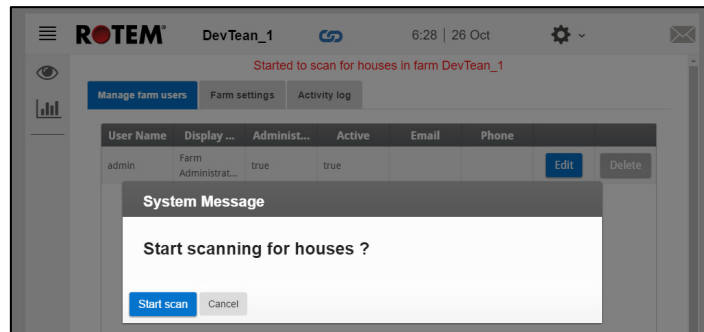 ROTEM DevTean_1 6:28 | 26 Oct
Started to scan for houses in farm DevTean_1
Manage farm users Farm settings Activity log
User Name Display ... Administ... Active Email Phone
admin Farm Administrat... true true Edit Delete
System Message
Start scanning for houses ?
Start scan Cancel